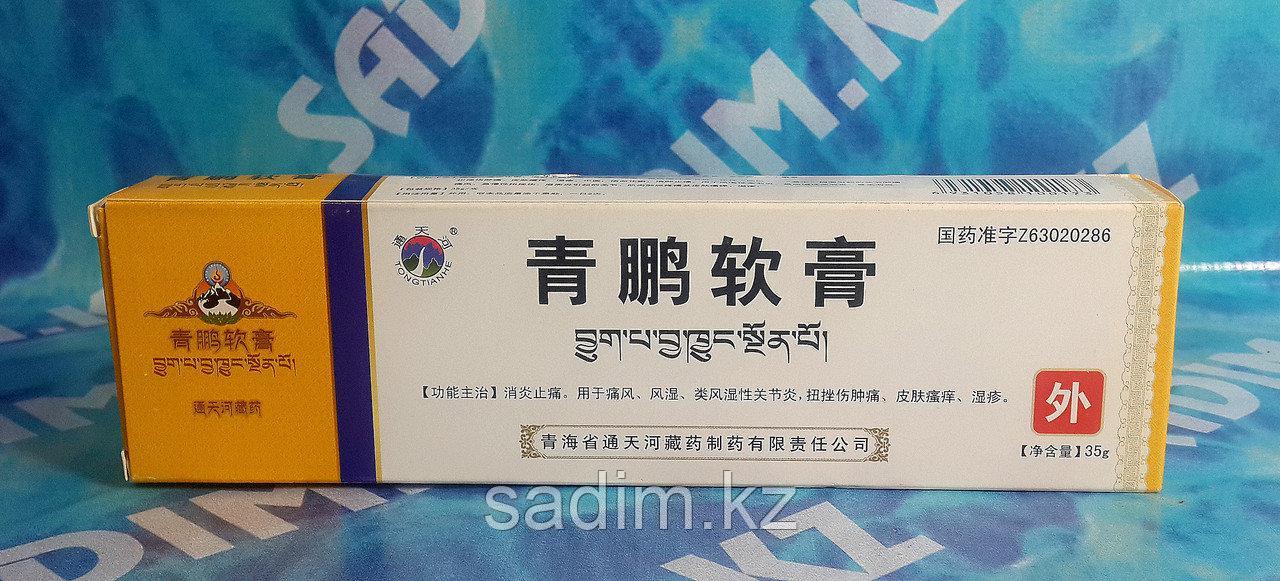 通天河®
TONGTIANHE
国药准字Z63020286
青鹏软膏
བྱུག་པ་བྱ་ཁྱུང་སྔོན་པོ།
【功能主治】消炎止痛。用于痛风、风湿、类风湿性关节炎,扭挫伤肿痛、皮肤瘙痒、湿疹。
外
青海省通天河藏药制药有限责任公司
【净含量】35g
青鹏软膏
བྱུག་པ་བྱ་ཁྱུང་སྔོན་པོ།
通天河藏药
sadim.kz